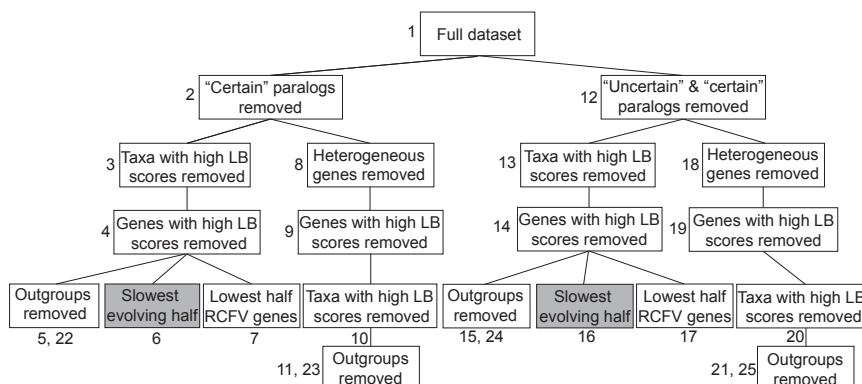 1 Full dataset
2 “Certain” paralogs
removed
12 “Uncertain” & “certain”
paralogs removed
3 Taxa with high LB
scores removed
8 Heterogeneous
genes removed
13 Taxa with high LB
scores removed
18 Heterogeneous
genes removed
4 Genes with high LB
scores removed
9 Genes with high LB
scores removed
14 Genes with high LB
scores removed
19 Genes with high LB
scores removed
Outgroups
removed
5, 22
Slowest
evolving half
6
Lowest half
RCFV genes
7
Taxa with high LB
scores removed
10
Outgroups
removed
15, 24
Slowest
evolving half
16
Lowest half
RCFV genes
17
Taxa with high LB
scores removed
20
11, 23 Outgroups
removed
21, 25 Outgroups
removed